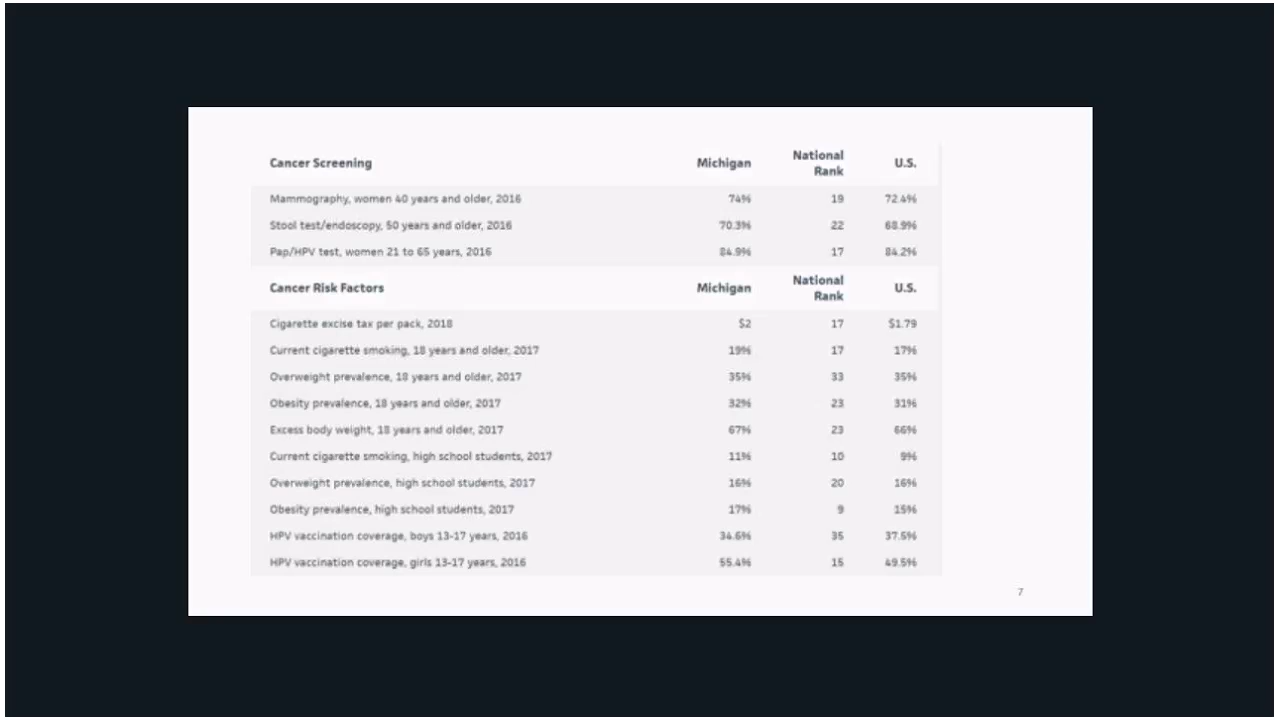 Cancer Screening Michigan National Rank U.S.
Mammography, women 40 years and older, 2016 74% 19 72.4%
Stool test/endoscopy, 50 years and older, 2016 70.3% 22 68.9%
Pap/HPV test, women 21 to 65 years, 2016 84.9% 17 84.2%
Cancer Risk Factors Michigan National Rank U.S.
Cigarette excise tax per pack, 2018 $2 17 $1.79
Current cigarette smoking, 18 years and older, 2017 19% 17 17%
Overweight prevalence, 18 years and older, 2017 35% 33 35%
Obesity prevalence, 18 years and older, 2017 32% 23 31%
Excess body weight, 18 years and older, 2017 67% 23 66%
Current cigarette smoking, high school students, 2017 11% 10 9%
Overweight prevalence, high school students, 2017 16% 20 16%
Obesity prevalence, high school students, 2017 17% 9 15%
HPV vaccination coverage, boys 13-17 years, 2016 34.6% 35 37.5%
HPV vaccination coverage, girls 13-17 years, 2016 55.4% 15 49.5%
7